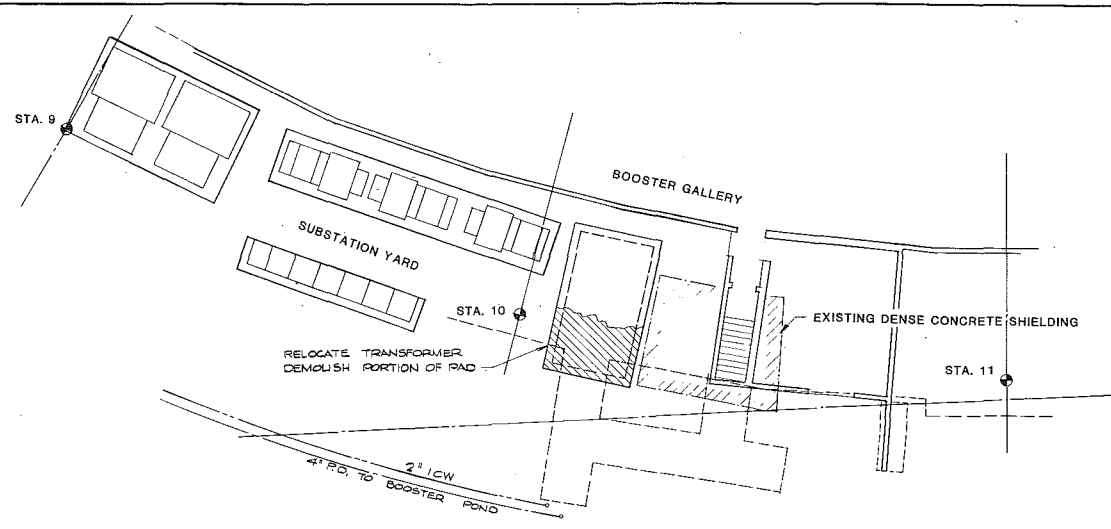 STA. 9
BOOSTER GALLERY
SUBSTATION YARD
STA. 10
EXISTING DENSE CONCRETE SHIELDING
RELOCATE TRANSFORMER
DEMOLISH PORTION OF PAD
STA. 11
2" ICW
4" P.D. TO BOOSTER POND